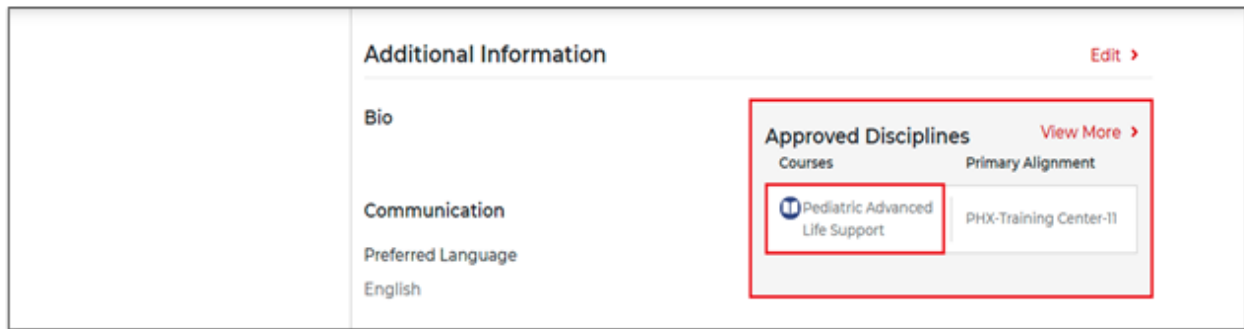 Additional Information
Edit >
Bio
Approved Disciplines
View More >
Courses
Primary Alignment
Pediatric Advanced
Life Support
PHX-Training Center-11
Communication
Preferred Language
English